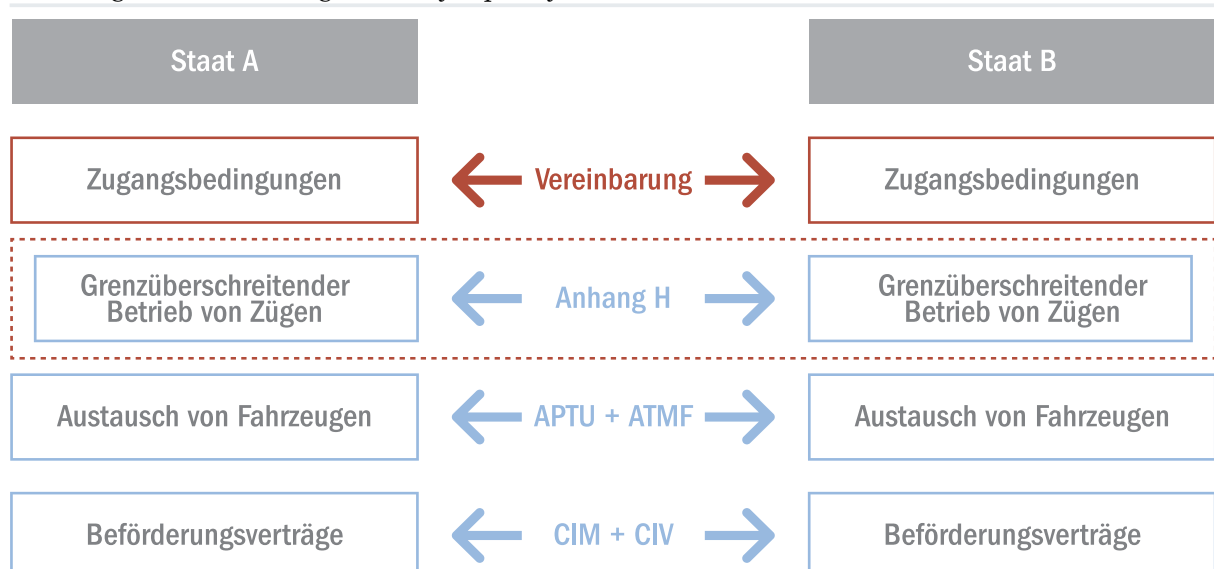 Staat A
Staat B
Zugangsbedingungen
Vereinbarung
Zugangsbedingungen
Grenzüberschreitender
Betrieb von Zügen
Anhang H
Grenzüberschreitender
Betrieb von Zügen
Austausch von Fahrzeugen
APTU + ATMF
Austausch von Fahrzeugen
Beförderungsverträge
CIM + CIV
Beförderungsverträge